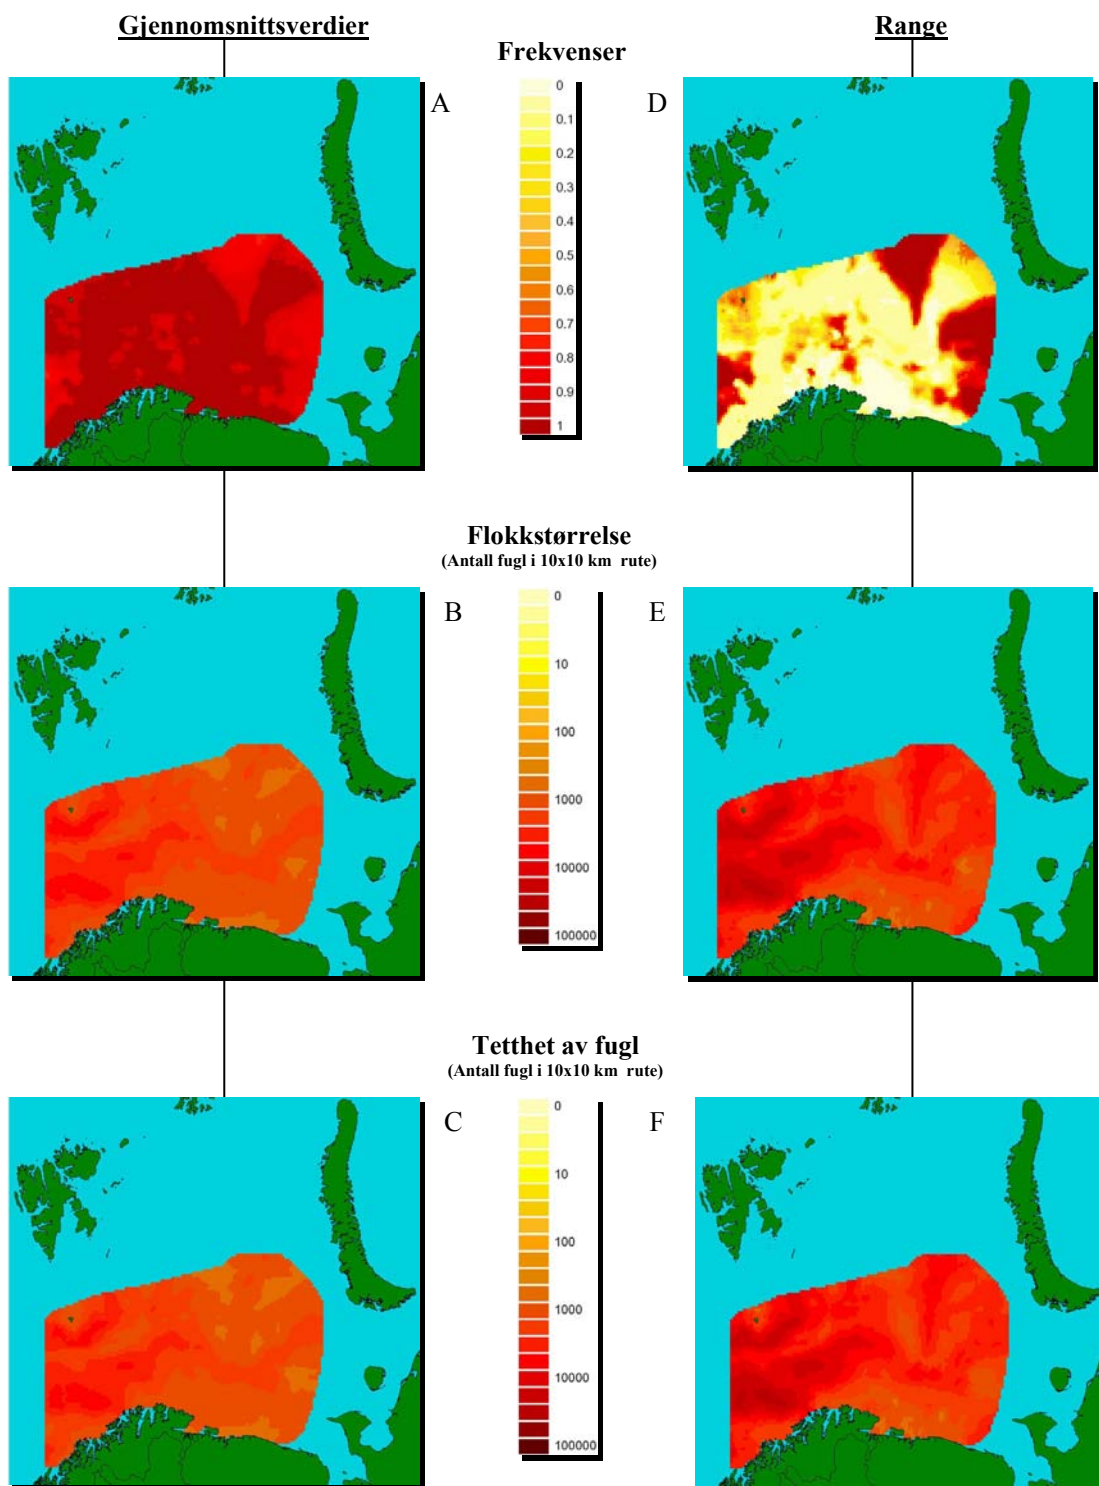 Gjennomsnittsverdier
Range
Frekvenser
A
D
0
0.1
0.2
0.3
0.4
0.5
0.6
0.7
0.8
0.9
1
Flokkstørrelse
(Antall fugl i 10x10 km rute)
B
E
0
10
100
1000
10000
100000
Tetthet av fugl
(Antall fugl i 10x10 km rute)
C
F
0
10
100
1000
10000
100000